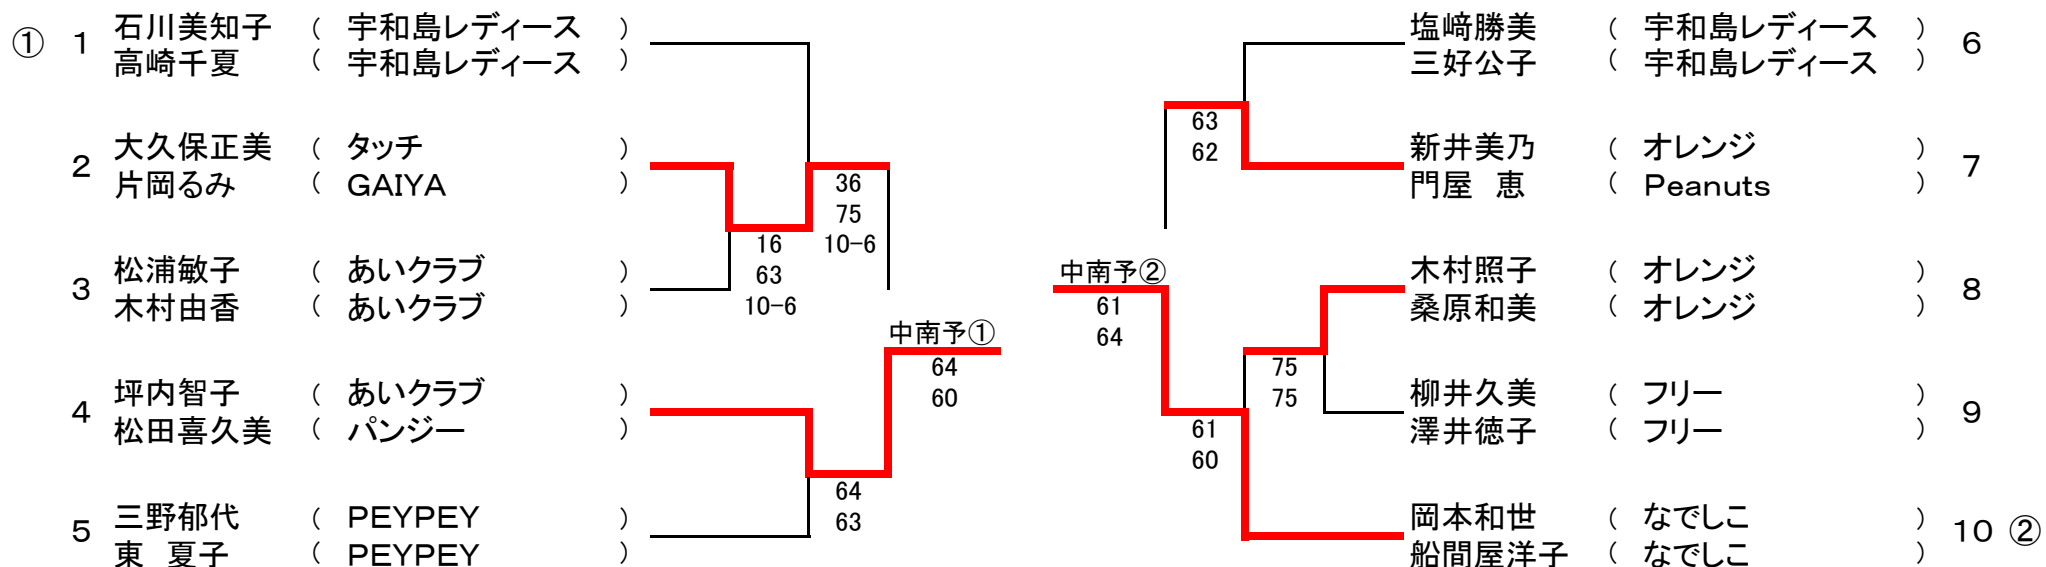 ① 1 石川美知子 ( 宇和島レディース )
高崎千夏 ( 宇和島レディース )
2 大久保正美 ( タッチ )
片岡るみ ( GAIYA )
36
75
10-6
16
63
10-6
3 松浦敏子 ( あいクラブ )
木村由香 ( あいクラブ )
中南予①
64
60
4 坪内智子 ( あいクラブ )
松田喜久美 ( パンジー )
64
63
5 三野郁代 ( PEYPEY )
東 夏子 ( PEYPEY )
塩﨑勝美 ( 宇和島レディース ) 6
三好公子 ( 宇和島レディース )
63
62
新井美乃 ( オレンジ ) 7
門屋 恵 ( Peanuts )
中南予②
61
64
木村照子 ( オレンジ ) 8
桑原和美 ( オレンジ )
75
75
柳井久美 ( フリー ) 9
澤井徳子 ( フリー )
61
60
岡本和世 ( なでしこ ) 10 ②
船間屋洋子 ( なでしこ )